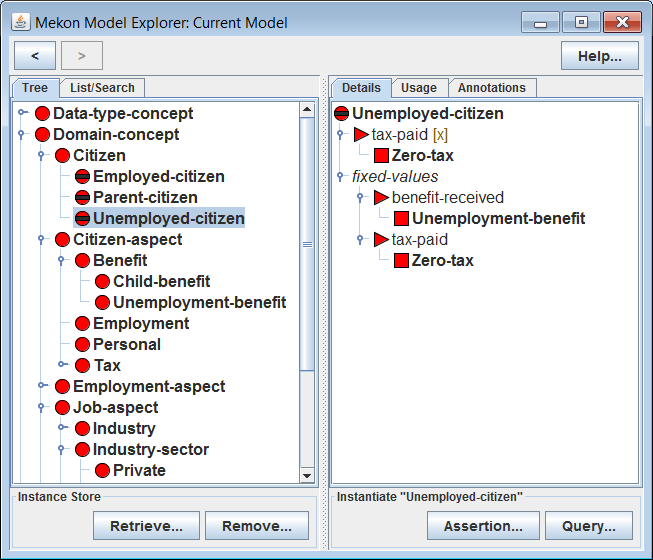 Mekon Model Explorer: Current Model
<
>
Help...
Tree
List/Search
Data-type-concept
Domain-concept
Citizen
Employed-citizen
Parent-citizen
Unemployed-citizen
Citizen-aspect
Benefit
Child-benefit
Unemployment-benefit
Employment
Personal
Tax
Employment-aspect
Job-aspect
Industry
Industry-sector
Private
Instance Store
Retrieve...
Remove...
Details
Usage
Annotations
Unemployed-citizen
tax-paid [x]
Zero-tax
fixed-values
benefit-received
Unemployment-benefit
tax-paid
Zero-tax
Instantiate "Unemployed-citizen"
Assertion...
Query...